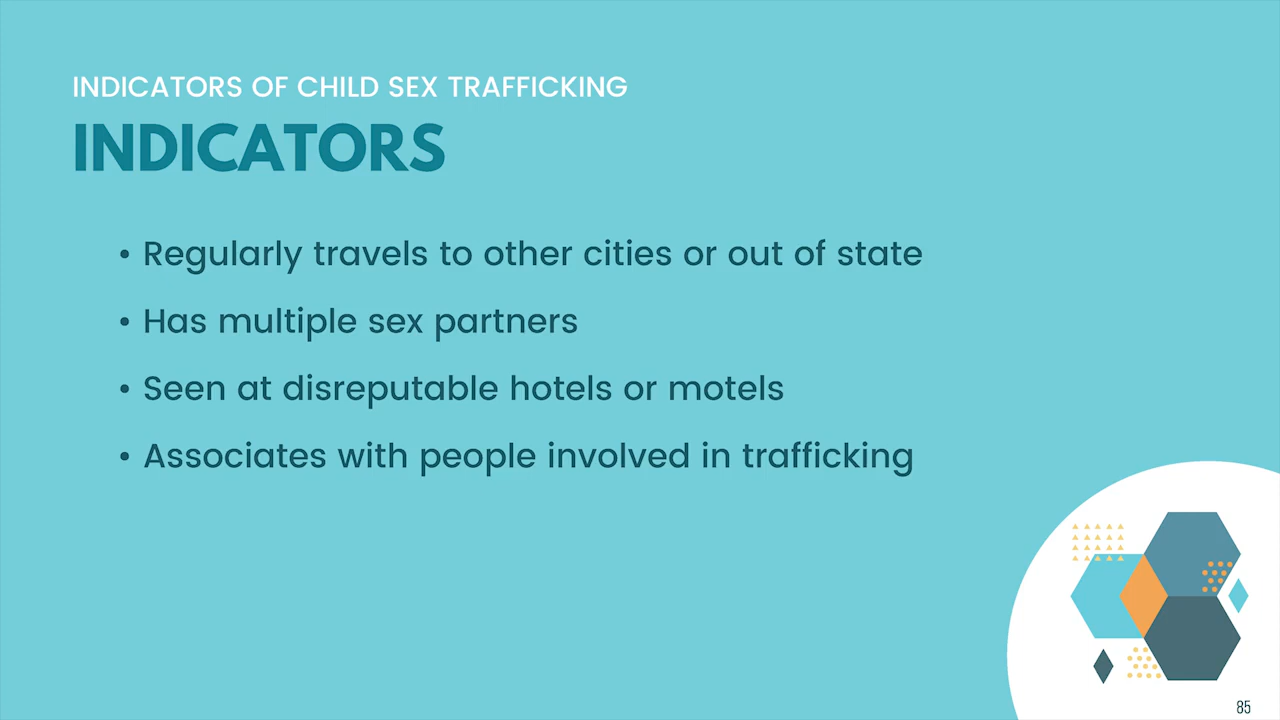 INDICATORS OF CHILD SEX TRAFFICKING
INDICATORS
• Regularly travels to other cities or out of state
• Has multiple sex partners
• Seen at disreputable hotels or motels
• Associates with people involved in trafficking
85